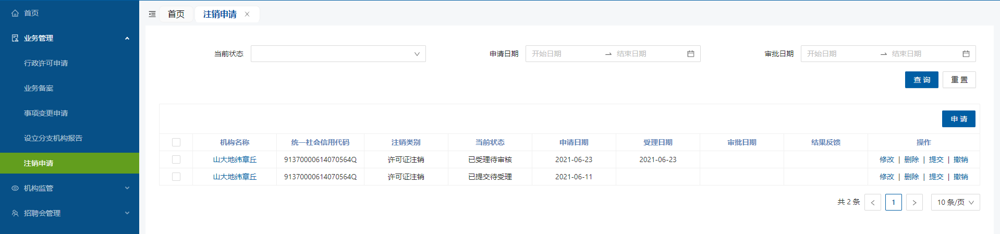 首页
业务管理
行政许可申请
业务备案
事项变更申请
设立分支机构报告
注销申请
机构监管
招聘会管理
首页 注销申请
当前状态 申请日期 开始日期 结束日期 审批日期 开始日期 结束日期
查询 重置
申请
机构名称 统一社会信用代码 注销类别 当前状态 申请日期 受理日期 审批日期 结果反馈 操作
山大地纬章丘 91370000614070564Q 许可证注销 已受理待审核 2021-06-23 2021-06-23 修改 | 删除 | 提交 | 撤销
山大地纬章丘 91370000614070564Q 许可证注销 已提交待受理 2021-06-11 修改 | 删除 | 提交 | 撤销
共 2 条 < 1 > 10 条/页